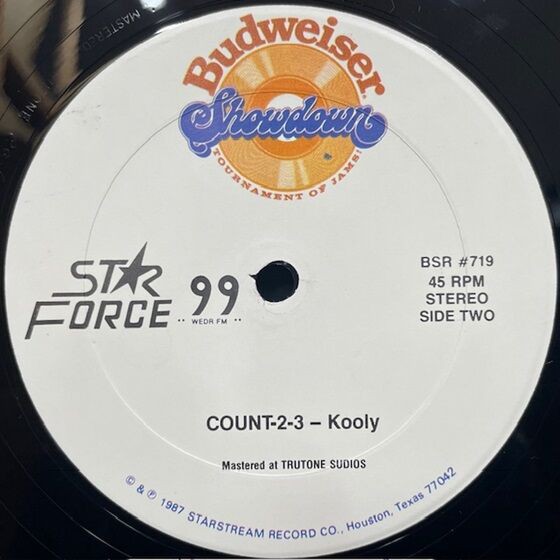 Budweiser
Showdown
TOURNAMENT OF JAMS!
STAR
FORCE
99
WEDR FM
BSR #719
45 RPM
STEREO
SIDE TWO
COUNT-2-3 – Kooly
Mastered at TRUTONE SUDIOS
© & ℗ 1987 STARSTREAM RECORD CO., Houston, Texas 77042
MASTERED